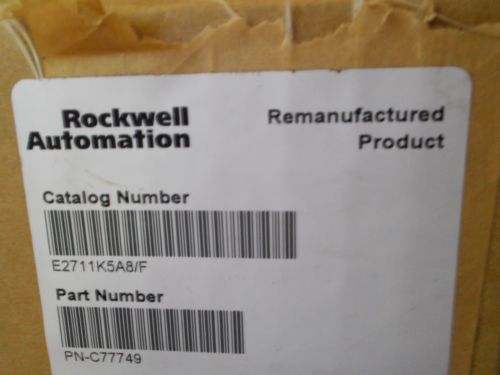 Rockwell
Automation
Remanufactured
Product
Catalog Number
E2711K5A8/F
Part Number
PN-C77749